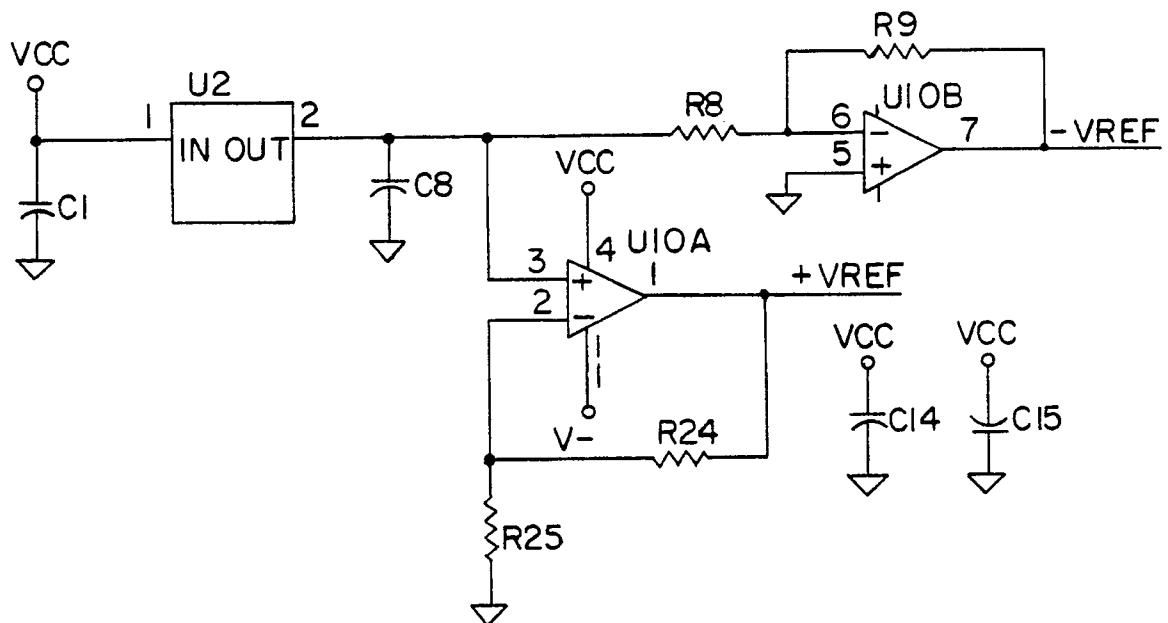 VCC
U2
1
IN OUT
2
C1
C8
R8
R9
U10B
6
-
5
+
7
-VREF
VCC
U10A
4
3
+
2
-
1
11
V-
+VREF
R24
R25
VCC
C14
VCC
C15